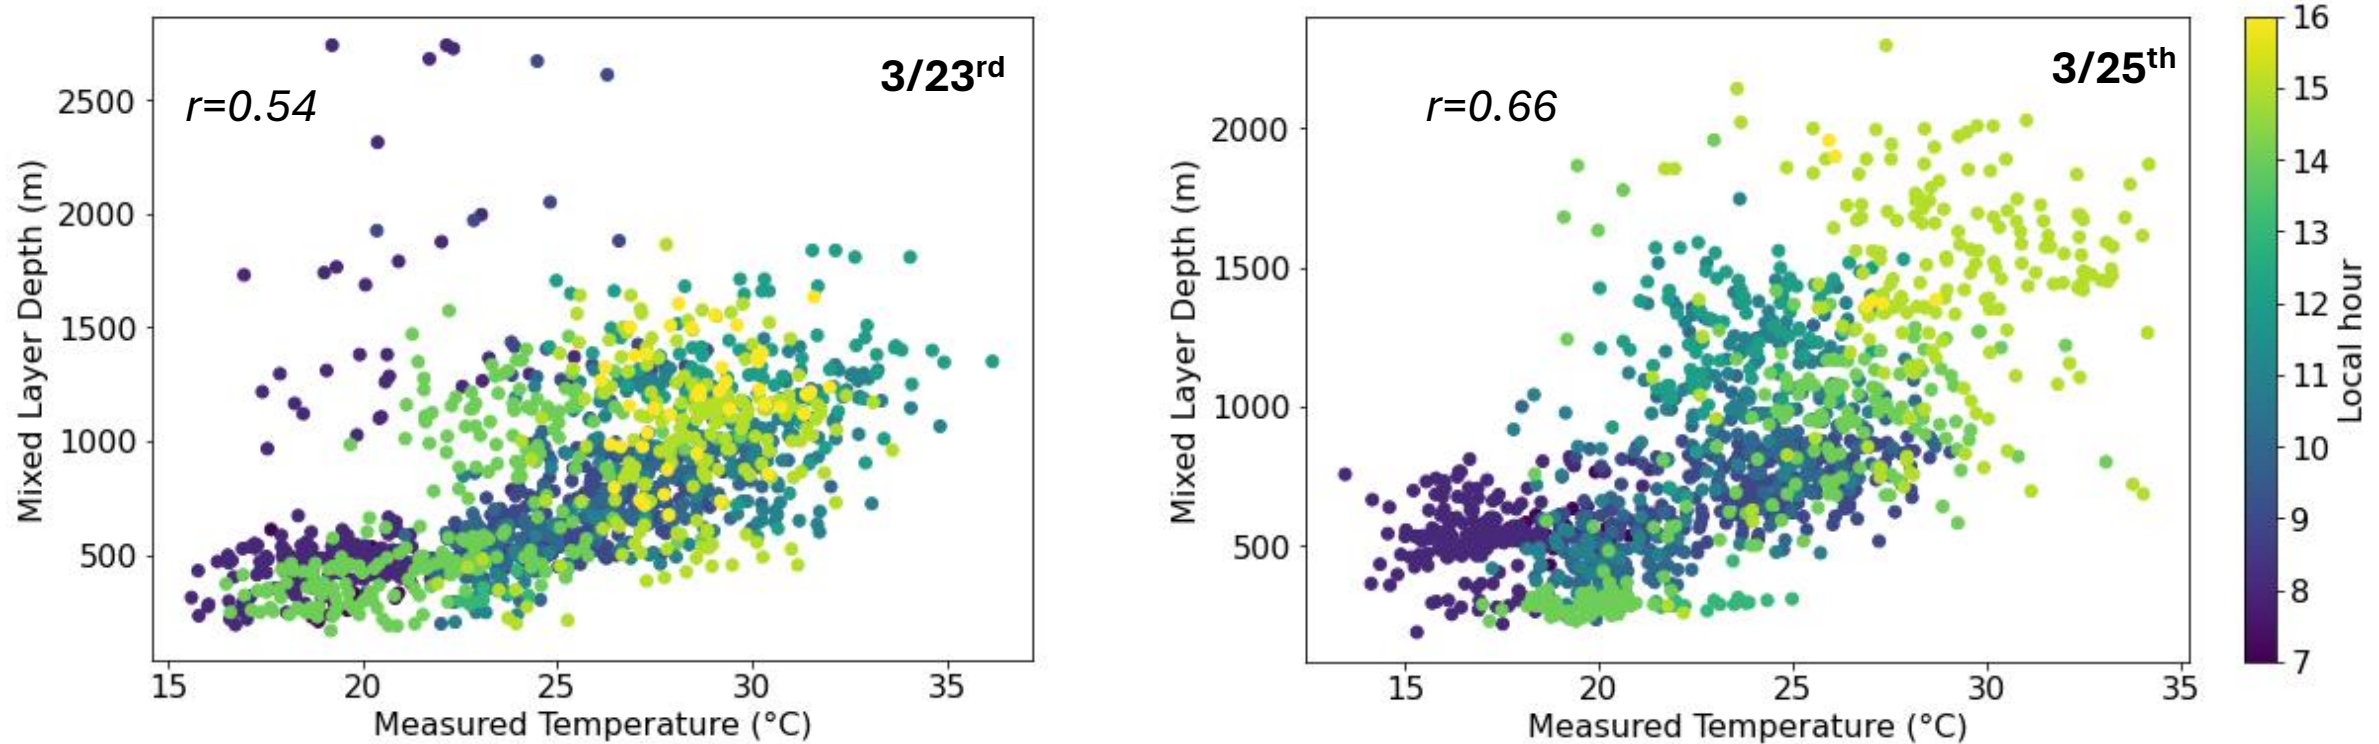 3/23rd
r=0.54
2500
2000
1500
1000
500
Mixed Layer Depth (m)
15 20 25 30 35
Measured Temperature (°C)
3/25th
r=0.66
2000
1500
1000
500
Mixed Layer Depth (m)
15 20 25 30 35
Measured Temperature (°C)
16
15
14
13
12
11
10
9
8
7
Local hour